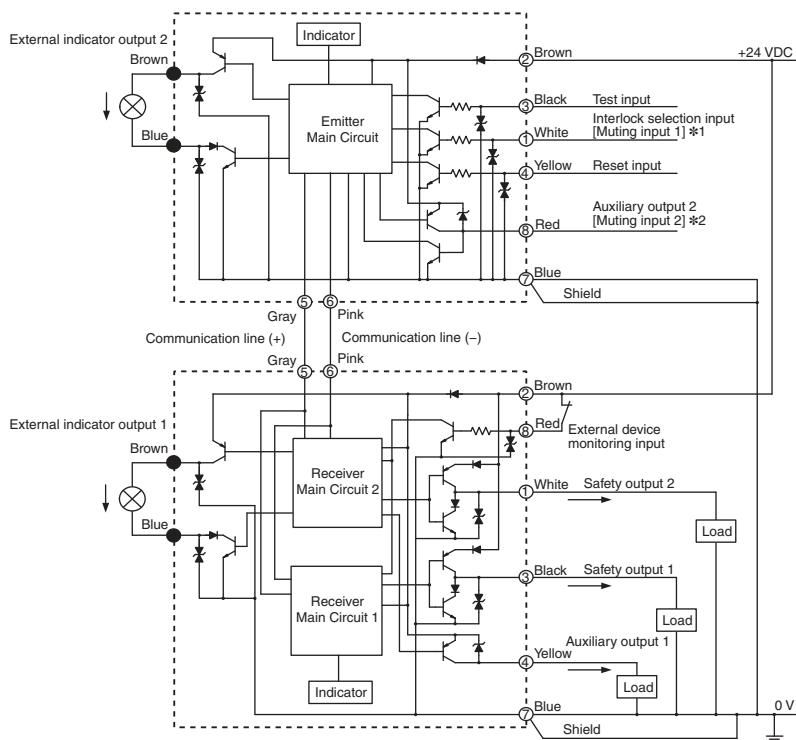 External indicator output 2
Indicator
Brown
② Brown
+24 VDC
Emitter
Main Circuit
③ Black
Test input
Interlock selection input
① White
[Muting input 1] ✻1
Blue
④ Yellow
Reset input
Auxiliary output 2
⑧ Red
[Muting input 2] ✻2
⑦ Blue
Shield
⑤ ⑥
Gray
Pink
Communication line (+)
Communication line (−)
Gray
Pink
⑤ ⑥
② Brown
External indicator output 1
⑧ Red
External device
monitoring input
Brown
Receiver
Main Circuit 2
① White
Safety output 2
Load
Blue
③ Black
Safety output 1
Receiver
Main Circuit 1
Load
Auxiliary output 1
④ Yellow
Indicator
Load
⑦ Blue
0 V
Shield